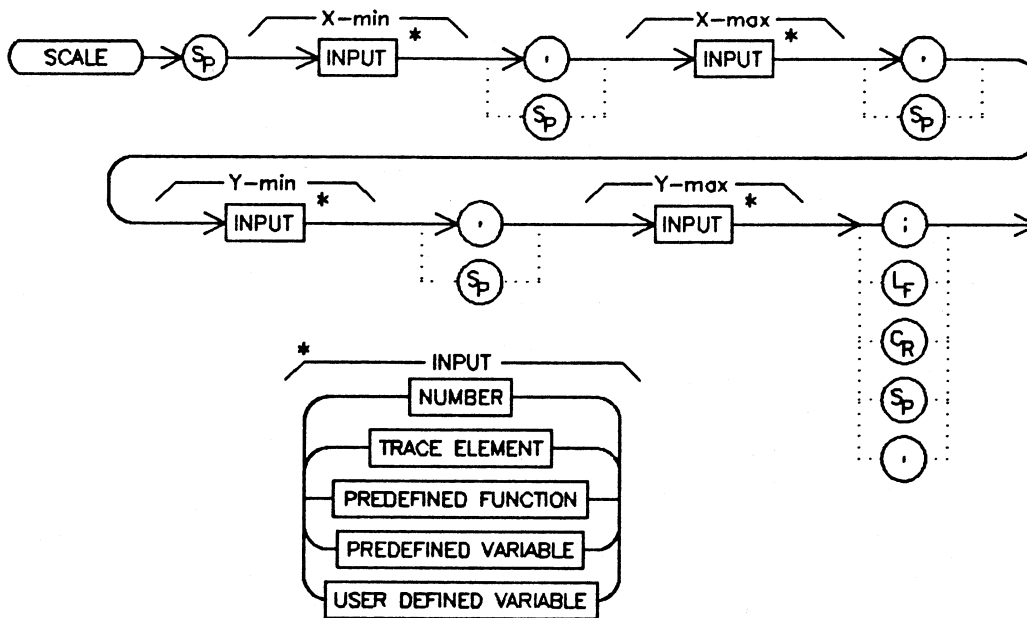 X-min X-max
SCALE SP INPUT * , INPUT * ,
SP SP
Y-min Y-max
INPUT * , INPUT * ;
SP LF
CR
SP
,
* INPUT
NUMBER
TRACE ELEMENT
PREDEFINED FUNCTION
PREDEFINED VARIABLE
USER DEFINED VARIABLE